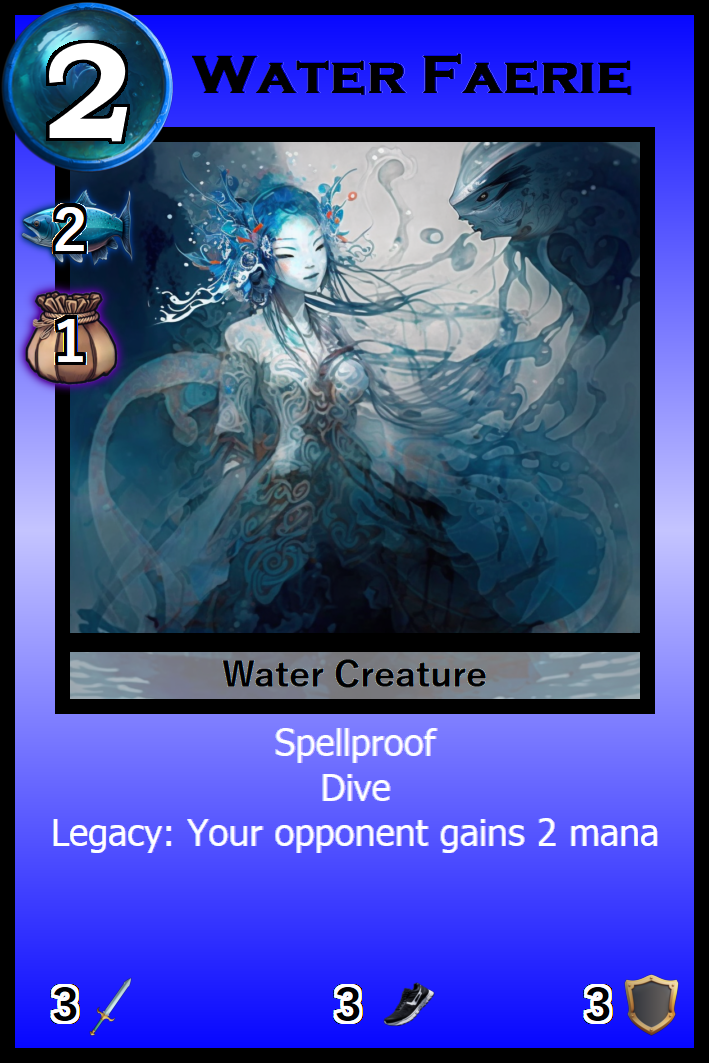 2
Water Faerie
2
1
Water Creature
Spellproof
Dive
Legacy: Your opponent gains 2 mana
3 3 3